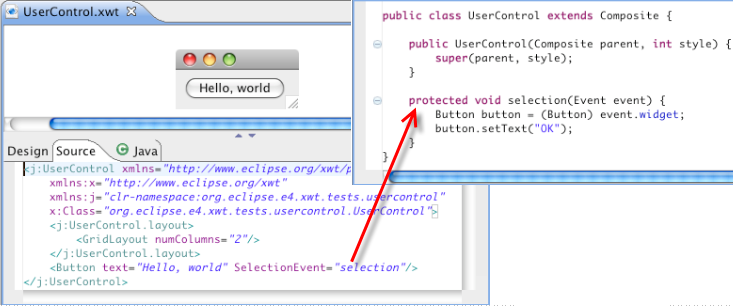 UserControl.xwt
Hello, world
Design Source Java
<j:UserControl xmlns="http://www.eclipse.org/xwt/p
xmlns:x="http://www.eclipse.org/xwt"
xmlns:j="clr-namespace:org.eclipse.e4.xwt.tests.usercontrol"
x:Class="org.eclipse.e4.xwt.tests.usercontrol.UserControl">
<j:UserControl.layout>
<GridLayout numColumns="2"/>
</j:UserControl.layout>
<Button text="Hello, world" SelectionEvent="selection"/>
</j:UserControl>
public class UserControl extends Composite {
public UserControl(Composite parent, int style) {
super(parent, style);
}
protected void selection(Event event) {
Button button = (Button) event.widget;
button.setText("OK");
}
}